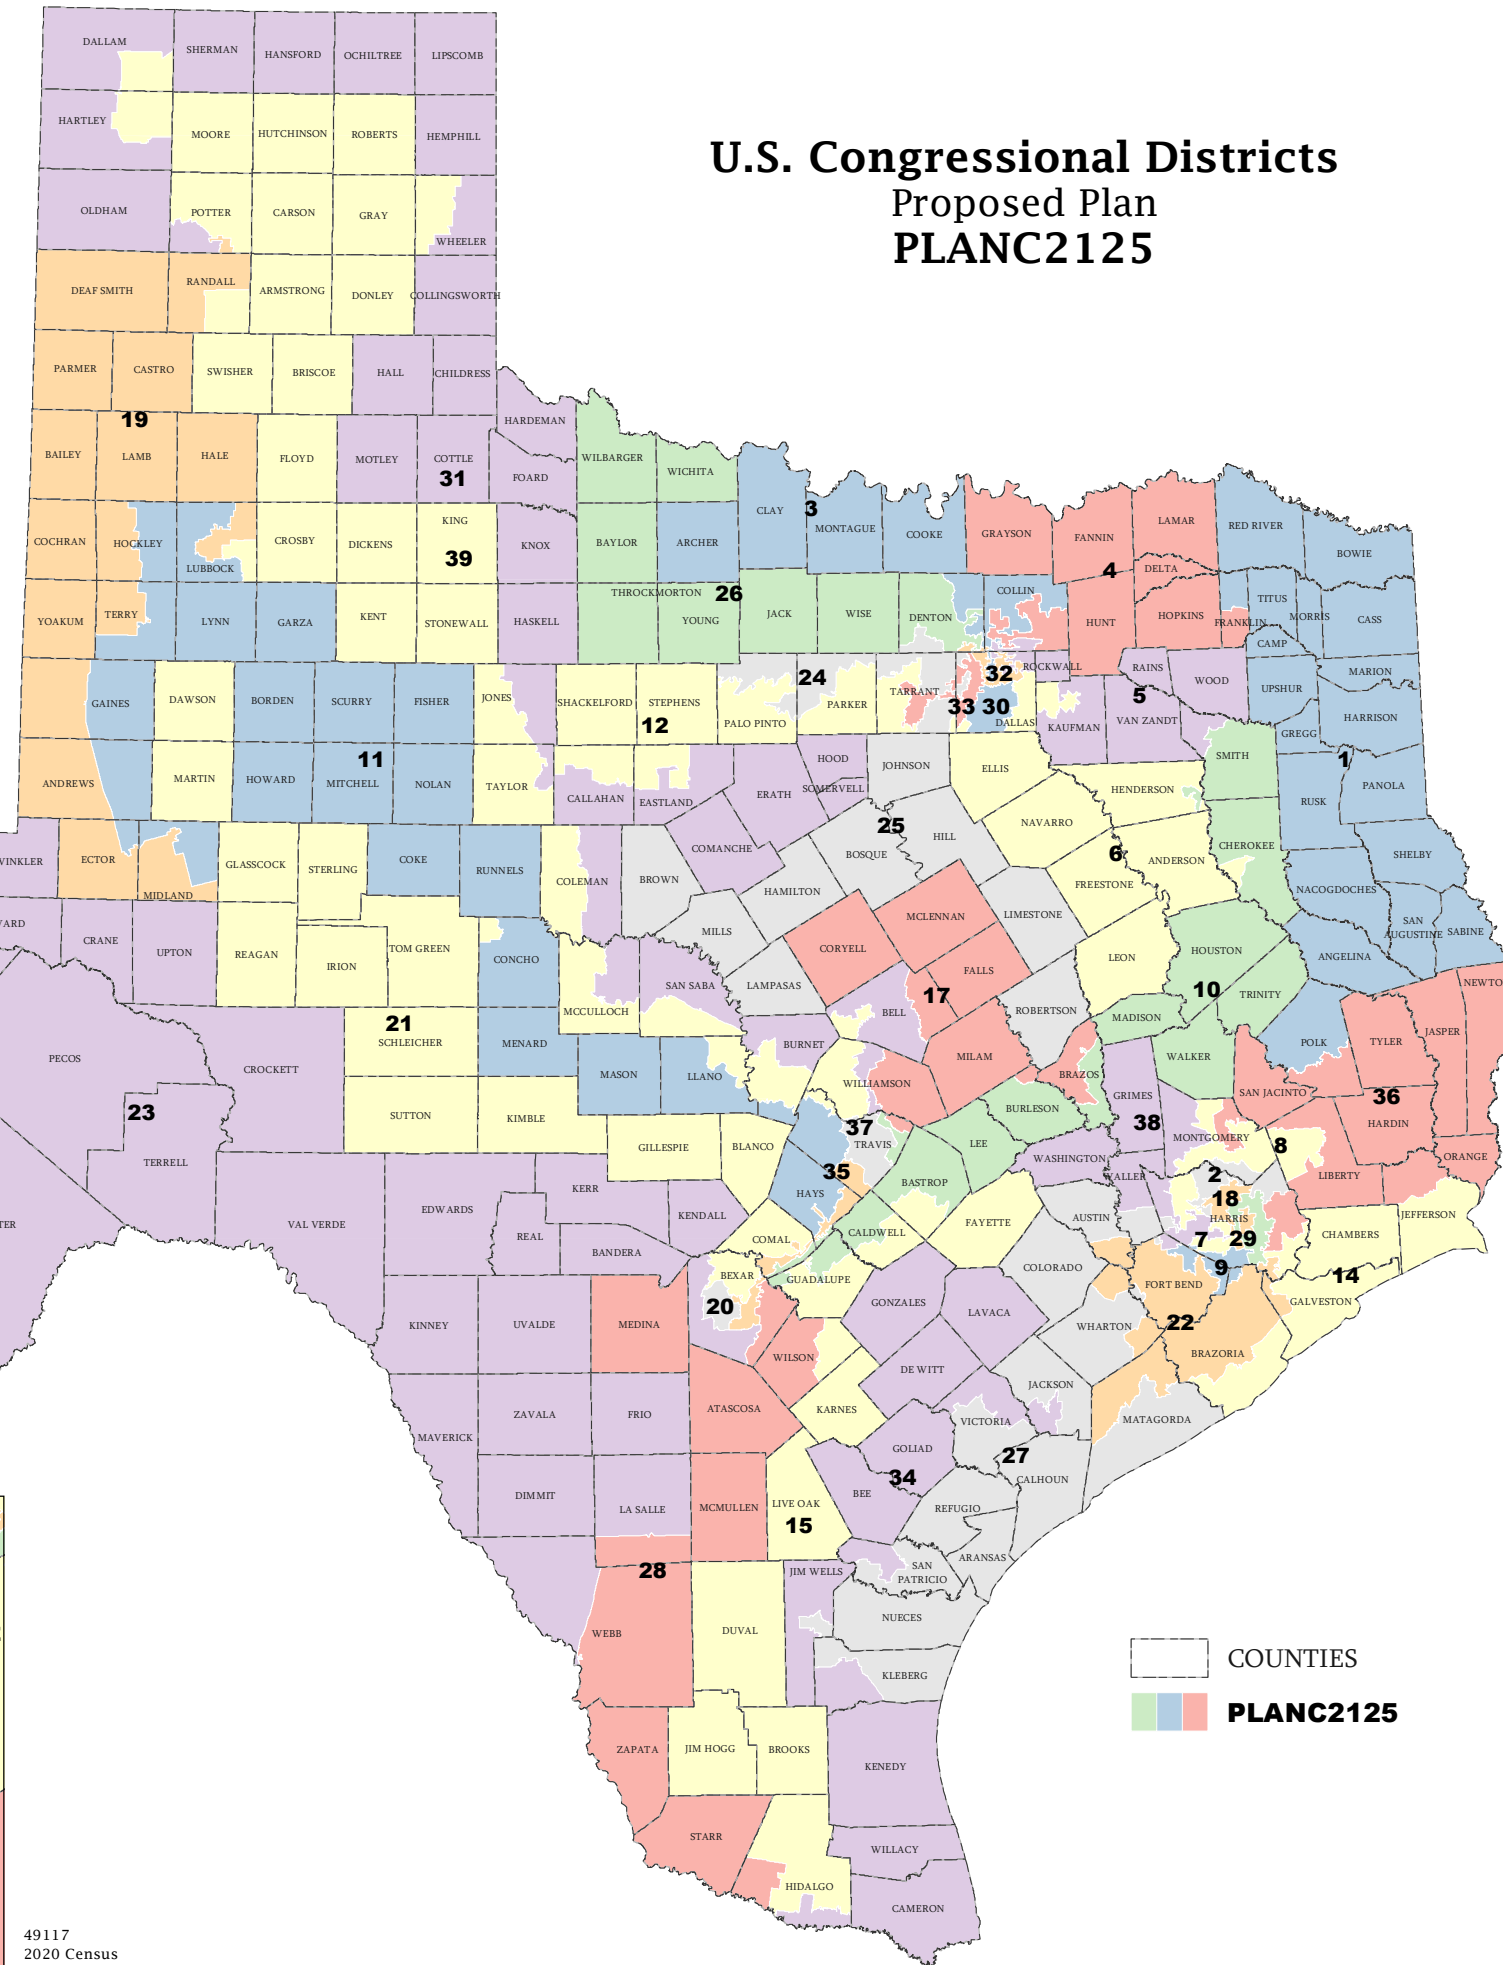 U.S. Congressional Districts
Proposed Plan
PLANC2125
DALLAM
SHERMAN
HANSFORD
OCHILTREE
LIPSCOMB
HARTLEY
MOORE
HUTCHINSON
ROBERTS
HEMPHILL
OLDHAM
POTTER
CARSON
GRAY
WHEELER
DEAF SMITH
RANDALL
ARMSTRONG
DONLEY
COLLINGSWORTH
PARMER
CASTRO
SWISHER
BRISCOE
HALL
CHILDRESS
19
HARDEMAN
BAILEY
LAMB
HALE
FLOYD
MOTLEY
COTTLE
31
FOARD
WILBARGER
WICHITA
CLAY
3
MONTAGUE
COOKE
GRAYSON
FANNIN
LAMAR
RED RIVER
BOWIE
COCHRAN
HOCKLEY
LUBBOCK
CROSBY
DICKENS
KING
39
KNOX
BAYLOR
ARCHER
4
DELTA
YOAKUM
TERRY
LYNN
GARZA
KENT
STONEWALL
HASKELL
THROCKMORTON
26
YOUNG
JACK
WISE
DENTON
COLLIN
HUNT
HOPKINS
FRANKLIN
TITUS
MORRIS
CASS
CAMP
GAINES
DAWSON
BORDEN
SCURRY
FISHER
JONES
SHACKELFORD
STEPHENS
12
PALO PINTO
24
PARKER
TARRANT
33
30
32
DALLAS
ROCKWALL
KAUFMAN
RAINS
5
VAN ZANDT
WOOD
UPSHUR
MARION
HARRISON
GREGG
ANDREWS
MARTIN
HOWARD
11
MITCHELL
NOLAN
TAYLOR
CALLAHAN
EASTLAND
ERATH
HOOD
SOMERVELL
JOHNSON
ELLIS
HENDERSON
SMITH
1
RUSK
PANOLA
WINKLER
ECTOR
MIDLAND
GLASSCOCK
STERLING
COKE
RUNNELS
COLEMAN
BROWN
COMANCHE
HAMILTON
BOSQUE
25
HILL
NAVARRO
6
FREESTONE
ANDERSON
CHEROKEE
NACOGDOCHES
SHELBY
SAN
AUGUSTINE
SABINE
ARD
CRANE
UPTON
REAGAN
IRION
TOM GREEN
CONCHO
MCCULLOCH
SAN SABA
MILLS
LAMPASAS
CORYELL
MCLENNAN
LIMESTONE
FALLS
17
BELL
LEON
HOUSTON
10
TRINITY
ANGELINA
ROBERTSON
MADISON
WALKER
POLK
TYLER
JASPER
NEWTO
PECOS
CROCKETT
21
SCHLEICHER
MENARD
MASON
LLANO
BURNET
WILLIAMSON
MILAM
BRAZOS
GRIMES
38
SAN JACINTO
36
HARDIN
23
TERRELL
SUTTON
KIMBLE
GILLESPIE
BLANCO
37
TRAVIS
35
HAYS
BURLESON
LEE
BASTROP
WASHINGTON
WALLER
MONTGOMERY
8
LIBERTY
ORANGE
2
18
HARRIS
7
29
9
JEFFERSON
CHAMBERS
14
GALVESTON
TER
VAL VERDE
EDWARDS
KERR
REAL
BANDERA
KENDALL
COMAL
CALDWELL
FAYETTE
AUSTIN
COLORADO
FORT BEND
22
BRAZORIA
WHARTON
KINNEY
UVALDE
MEDINA
BEXAR
20
GUADALUPE
WILSON
GONZALES
LAVACA
DE WITT
JACKSON
MATAGORDA
MAVERICK
ZAVALA
FRIO
ATASCOSA
KARNES
GOLIAD
VICTORIA
27
CALHOUN
34
BEE
REFUGIO
DIMMIT
LA SALLE
MCMULLEN
LIVE OAK
15
28
JIM WELLS
SAN
PATRICIO
ARANSAS
NUECES
KLEBERG
WEBB
DUVAL
ZAPATA
JIM HOGG
BROOKS
KENEDY
STARR
HIDALGO
WILLACY
CAMERON
COUNTIES
PLANC2125
49117
2020 Census